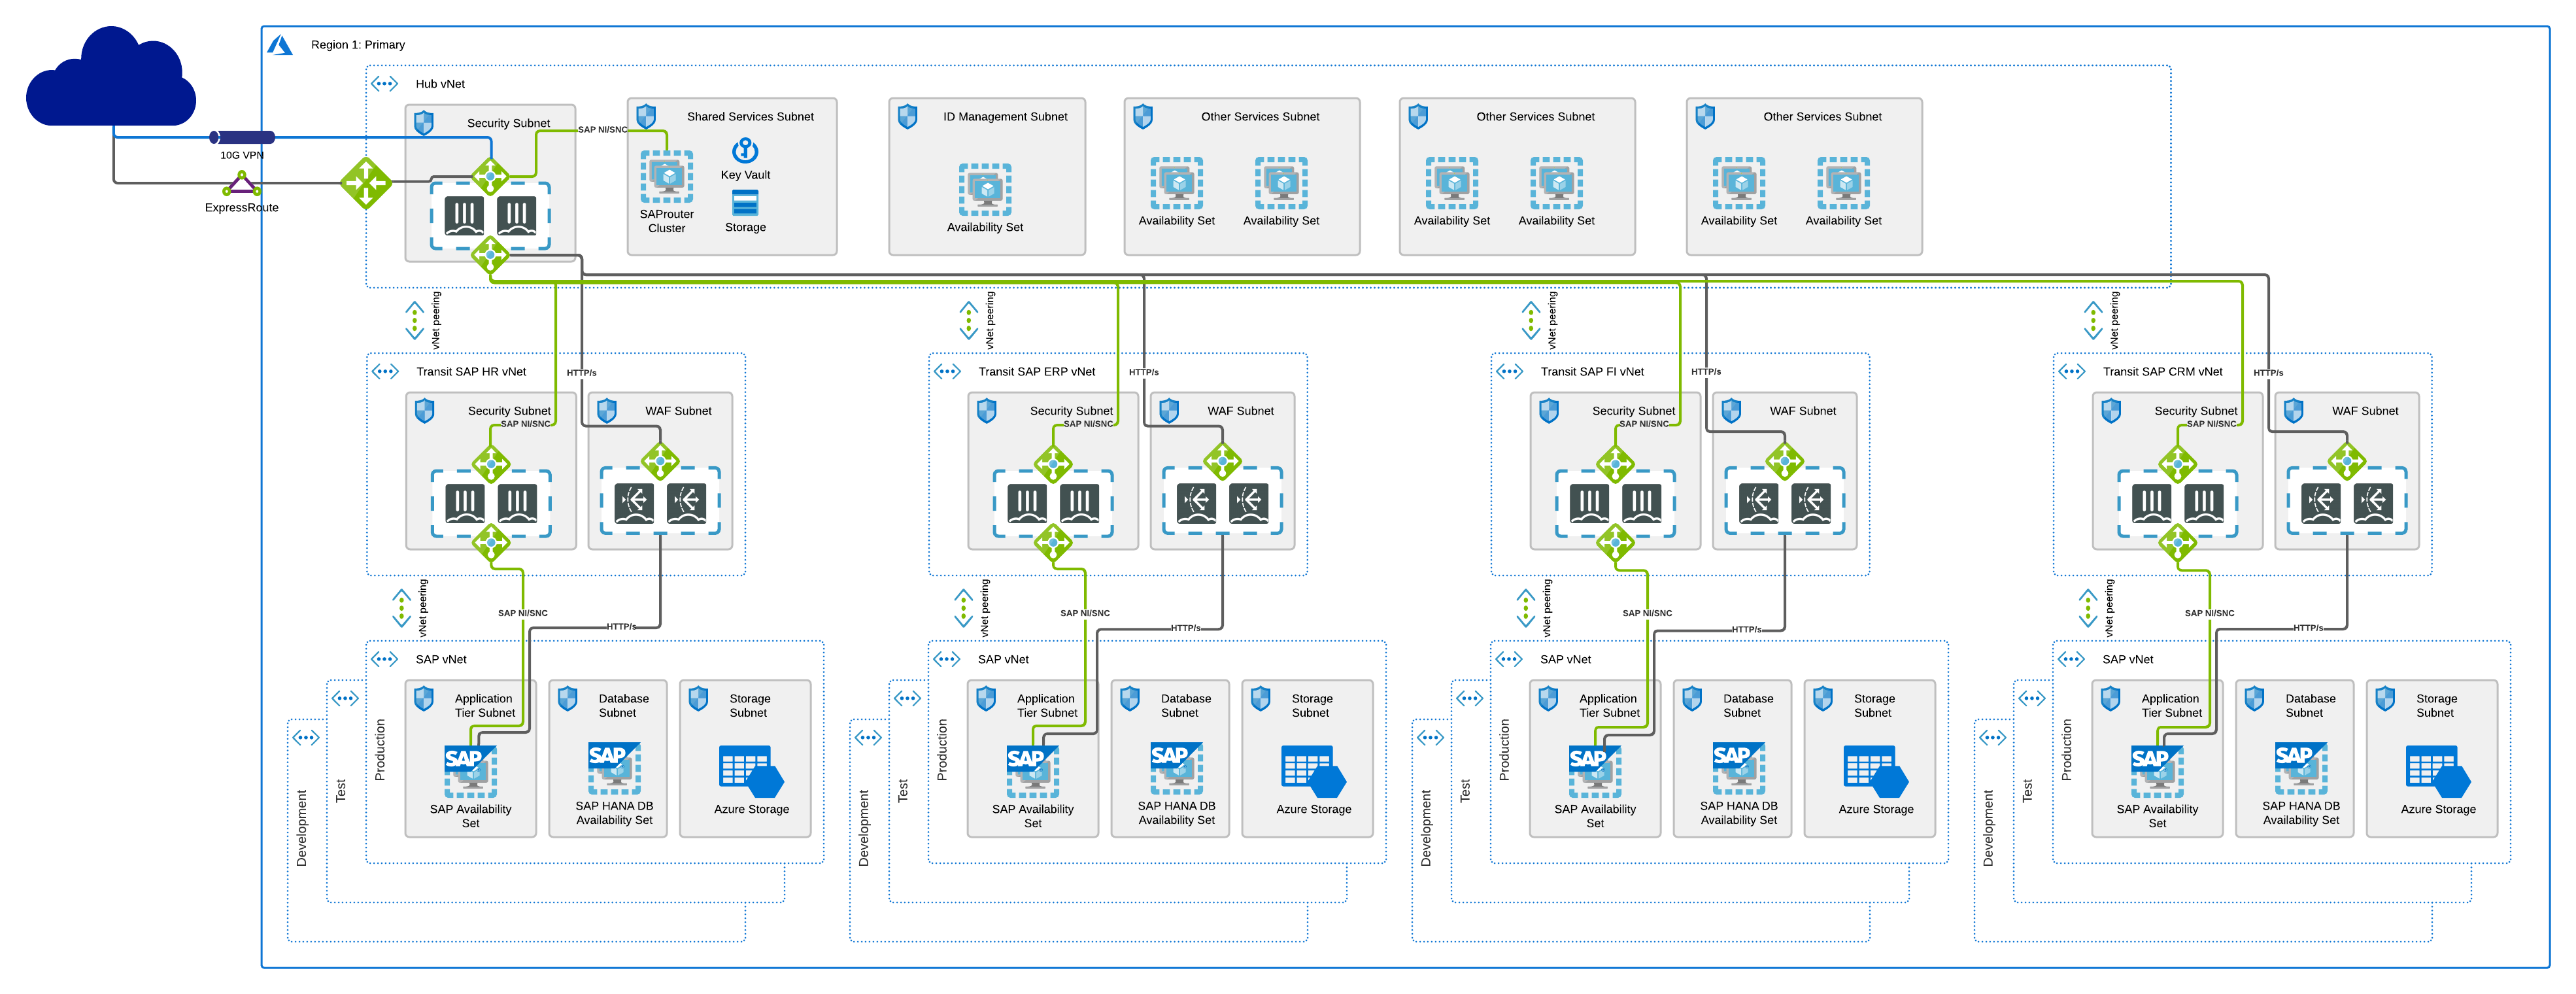 Region 1: Primary
Hub vNet
10G VPN
ExpressRoute
Security Subnet
SAP NI/SNC
Shared Services Subnet
SAProuter
Cluster
Key Vault
Storage
ID Management Subnet
Availability Set
Other Services Subnet
Availability Set
Availability Set
Other Services Subnet
Availability Set
Availability Set
Other Services Subnet
Availability Set
Availability Set
vNet peering
vNet peering
vNet peering
vNet peering
Transit SAP HR vNet
HTTP/s
Security Subnet
SAP NI/SNC
WAF Subnet
Transit SAP ERP vNet
HTTP/s
Security Subnet
SAP NI/SNC
WAF Subnet
Transit SAP FI vNet
HTTP/s
Security Subnet
SAP NI/SNC
WAF Subnet
Transit SAP CRM vNet
HTTP/s
Security Subnet
SAP NI/SNC
WAF Subnet
vNet peering
SAP NI/SNC
HTTP/s
vNet peering
SAP NI/SNC
HTTP/s
vNet peering
SAP NI/SNC
HTTP/s
vNet peering
SAP NI/SNC
HTTP/s
SAP vNet
Production
Test
Development
Application
Tier Subnet
SAP
SAP Availability
Set
Database
Subnet
SAP
SAP HANA DB
Availability Set
Storage
Subnet
Azure Storage
SAP vNet
Production
Test
Development
Application
Tier Subnet
SAP
SAP Availability
Set
Database
Subnet
SAP
SAP HANA DB
Availability Set
Storage
Subnet
Azure Storage
SAP vNet
Production
Test
Development
Application
Tier Subnet
SAP
SAP Availability
Set
Database
Subnet
SAP
SAP HANA DB
Availability Set
Storage
Subnet
Azure Storage
SAP vNet
Production
Test
Development
Application
Tier Subnet
SAP
SAP Availability
Set
Database
Subnet
SAP
SAP HANA DB
Availability Set
Storage
Subnet
Azure Storage